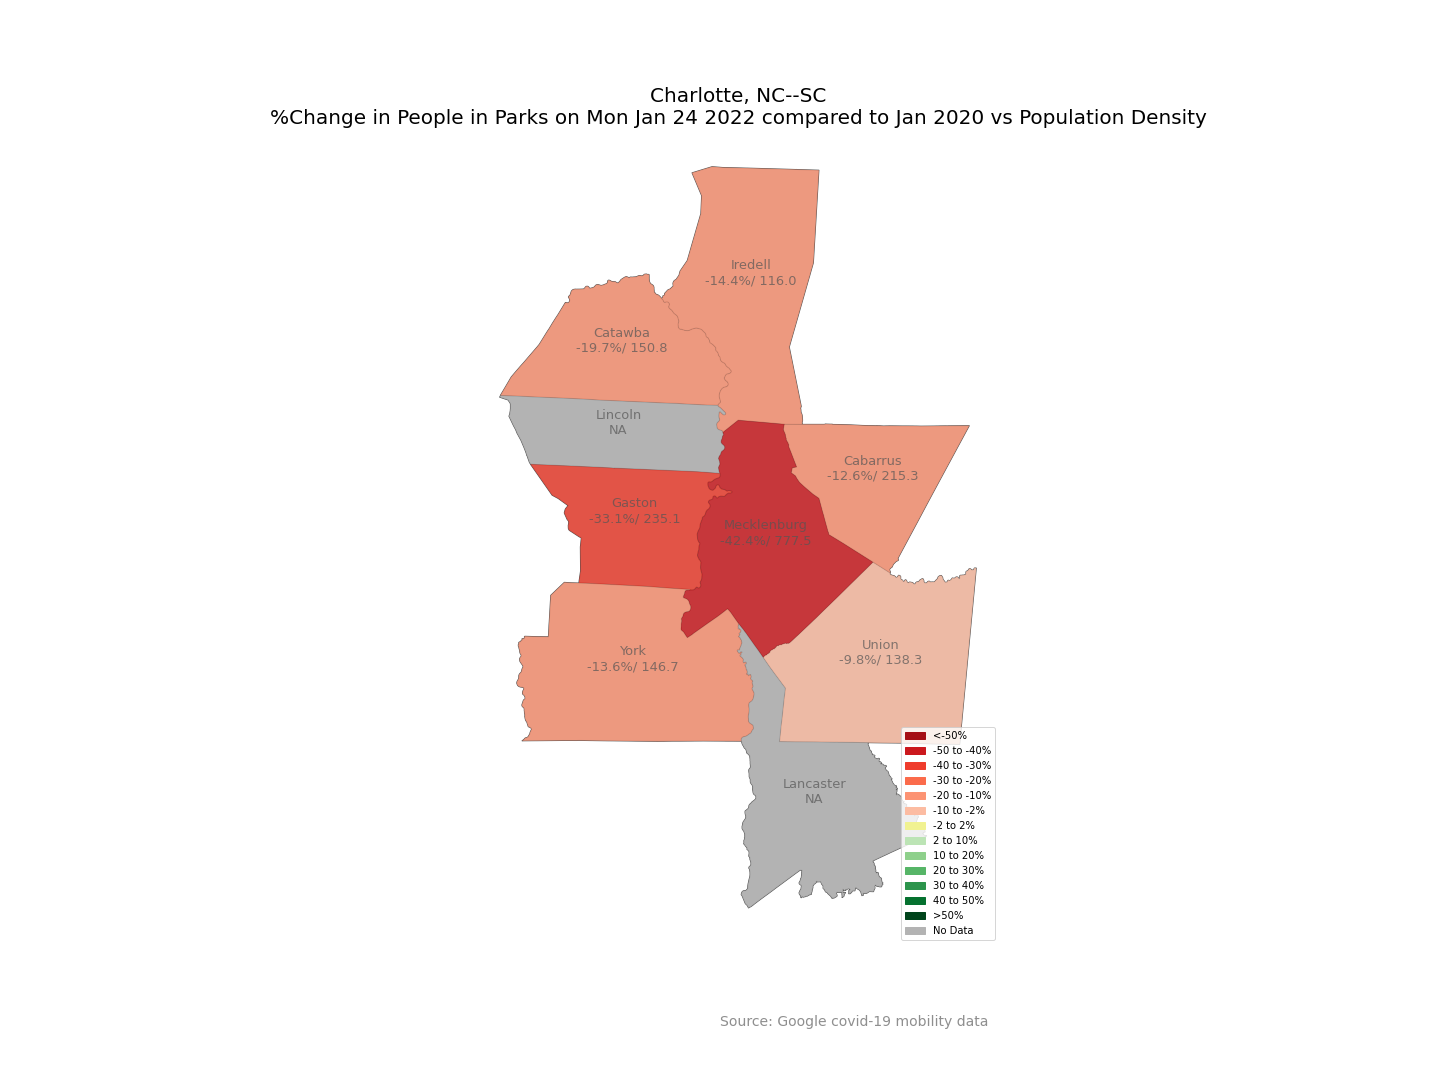 Charlotte, NC--SC
%Change in People in Parks on Mon Jan 24 2022 compared to Jan 2020 vs Population Density
Iredell
-14.4%/ 116.0
Catawba
-19.7%/ 150.8
Lincoln
NA
Cabarrus
-12.6%/ 215.3
Gaston
-33.1%/ 235.1
Mecklenburg
-42.4%/ 777.5
Union
-9.8%/ 138.3
York
-13.6%/ 146.7
Lancaster
NA
<-50%
-50 to -40%
-40 to -30%
-30 to -20%
-20 to -10%
-10 to -2%
-2 to 2%
2 to 10%
10 to 20%
20 to 30%
30 to 40%
40 to 50%
>50%
No Data
Source: Google covid-19 mobility data